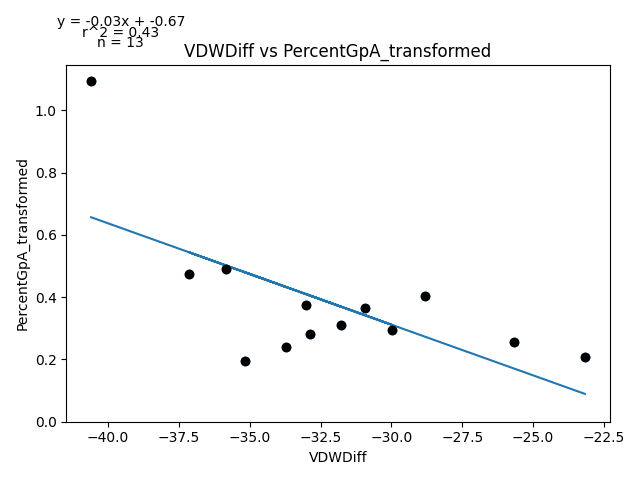 y = -0.03x + -0.67
r^2 = 0.43
n = 13
VDWDiff vs PercentGpA_transformed
PercentGpA_transformed
1.0
0.8
0.6
0.4
0.2
0.0
−40.0 −37.5 −35.0 −32.5 −30.0 −27.5 −25.0 −22.5
VDWDiff